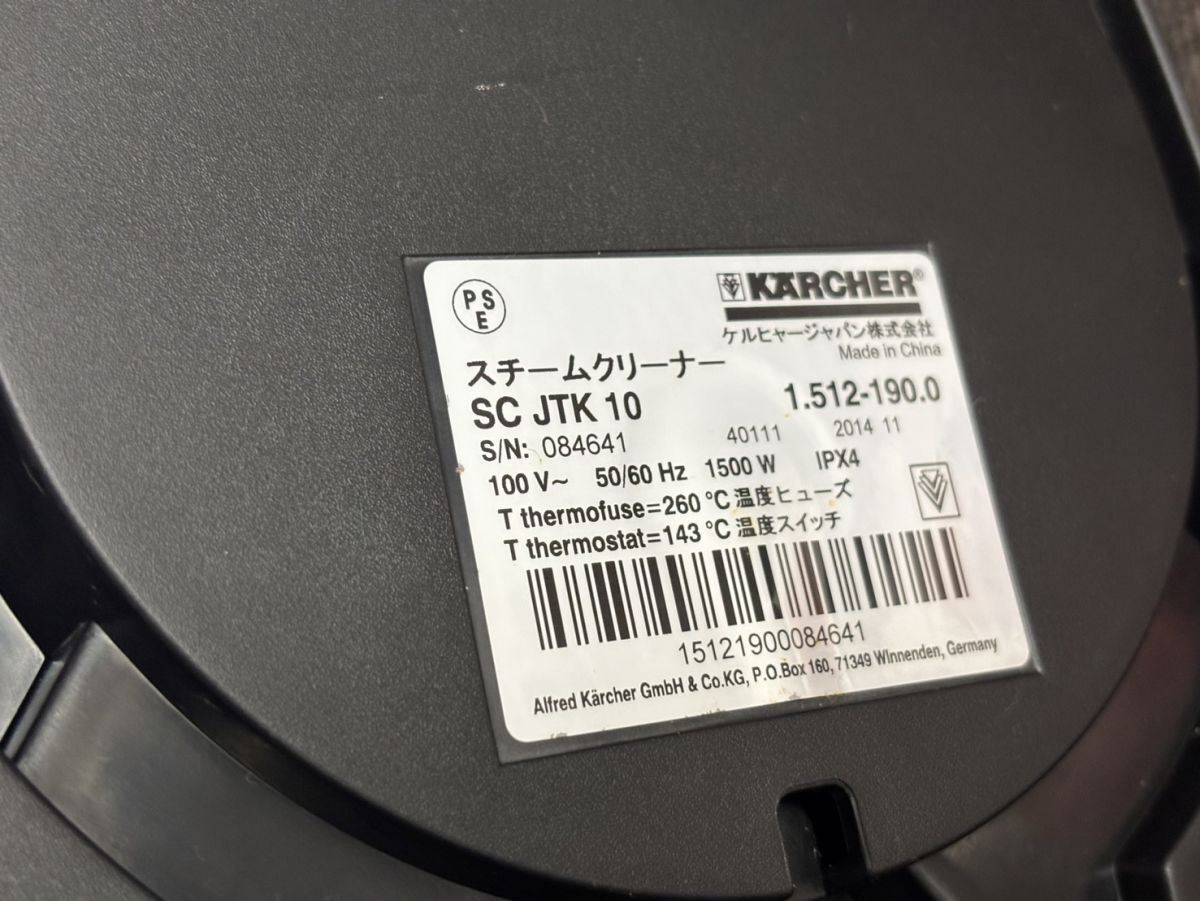 PS
E
KÄRCHER®
ケルヒャージャパン株式会社
Made in China
スチームクリーナー
SC JTK 10 1.512-190.0
S/N: 084641 40111 2014 11
100 V~ 50/60 Hz 1500 W IPX4
T thermofuse=260 °C 温度ヒューズ
T thermostat=143 °C 温度スイッチ
15121900084641
Alfred Kärcher GmbH & Co.KG, P.O.Box 160, 71349 Winnenden, Germany